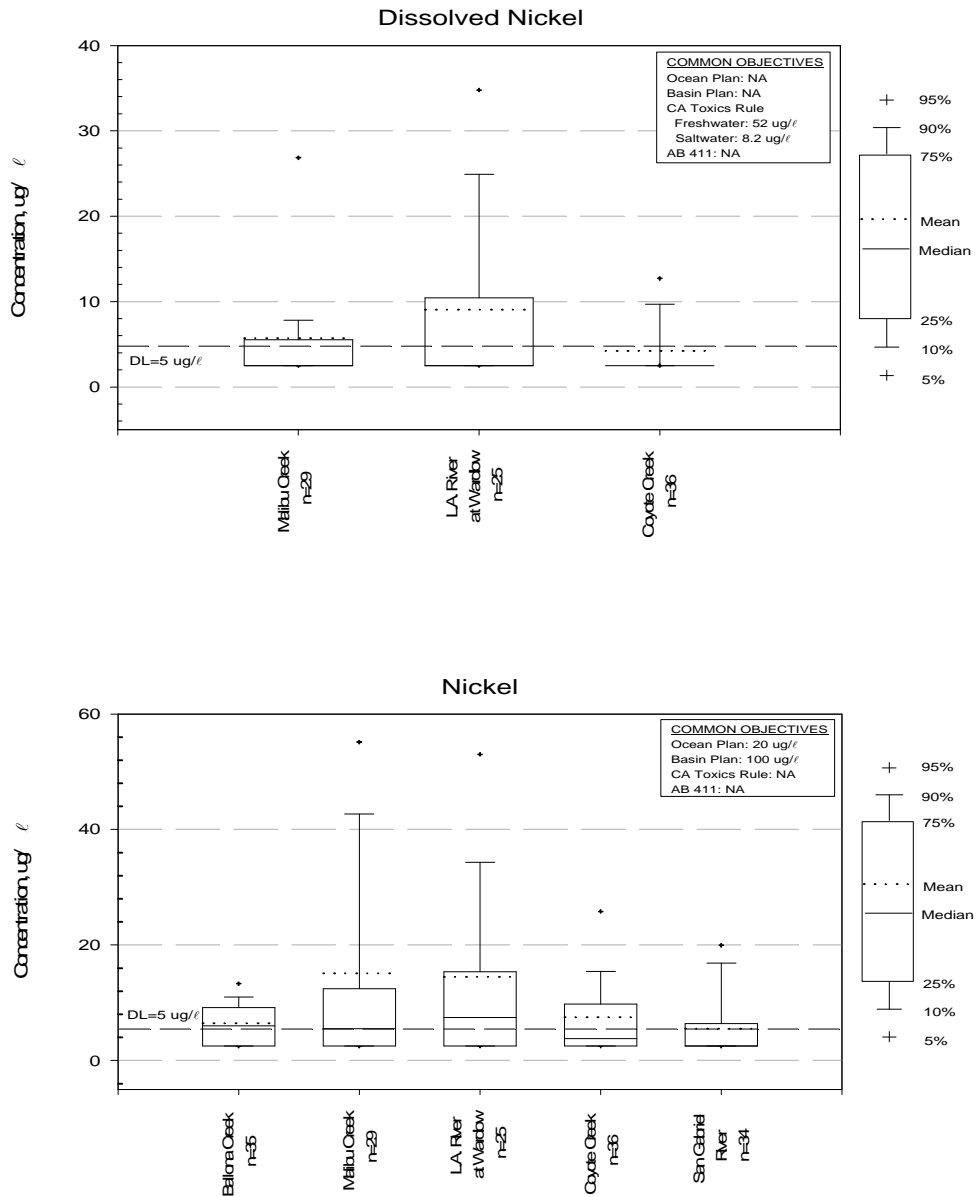 Dissolved Nickel
40
30
20
10
0
Concentration, ug/ ℓ
DL=5 ug/ℓ
COMMON OBJECTIVES
Ocean Plan: NA
Basin Plan: NA
CA Toxics Rule
Freshwater: 52 ug/ℓ
Saltwater: 8.2 ug/ℓ
AB 411: NA
95%
90%
75%
Mean
Median
25%
10%
5%
Malibu Creek
n=29
L.A. River
at Wardlow
n=25
Coyote Creek
n=36
Nickel
60
40
20
0
Concentration, ug/ ℓ
DL=5 ug/ℓ
COMMON OBJECTIVES
Ocean Plan: 20 ug/ℓ
Basin Plan: 100 ug/ℓ
CA Toxics Rule: NA
AB 411: NA
95%
90%
75%
Mean
Median
25%
10%
5%
Ballona Creek
n=35
Malibu Creek
n=29
L.A. River
at Wardlow
n=25
Coyote Creek
n=36
San Gabriel
River
n=34